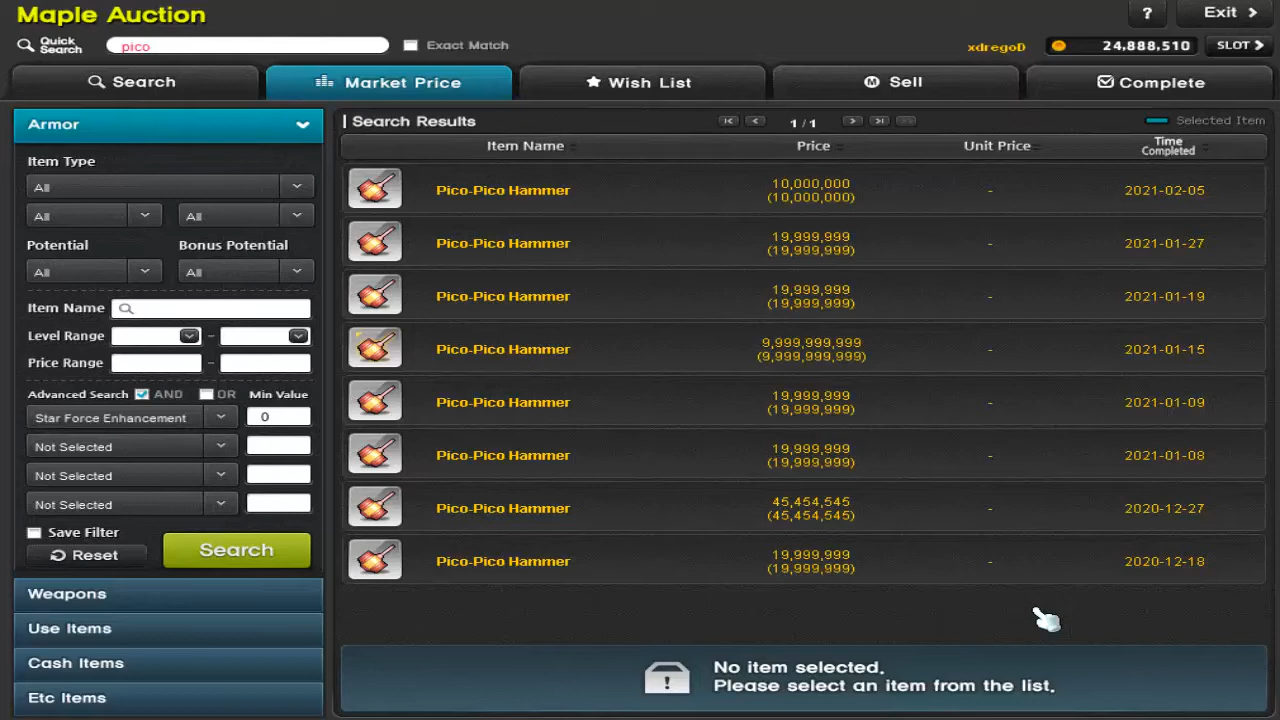 Maple Auction
?
Exit >
Quick Search
pico
Exact Match
xdregoD
24,888,510
SLOT >
Search
Market Price
Wish List
Sell
Complete
Armor
Item Type
All
All
All
Potential
Bonus Potential
All
All
Item Name
Level Range
-
Price Range
-
Advanced Search
AND
OR
Min Value
Star Force Enhancement
0
Not Selected
Not Selected
Not Selected
Save Filter
Reset
Search
Weapons
Use Items
Cash Items
Etc Items
Search Results
1 / 1
Selected Item
Item Name
Price
Unit Price
Time Completed
Pico-Pico Hammer
10,000,000
(10,000,000)
-
2021-02-05
Pico-Pico Hammer
19,999,999
(19,999,999)
-
2021-01-27
Pico-Pico Hammer
19,999,999
(19,999,999)
-
2021-01-19
Pico-Pico Hammer
9,999,999,999
(9,999,999,999)
-
2021-01-15
Pico-Pico Hammer
19,999,999
(19,999,999)
-
2021-01-09
Pico-Pico Hammer
19,999,999
(19,999,999)
-
2021-01-08
Pico-Pico Hammer
45,454,545
(45,454,545)
-
2020-12-27
Pico-Pico Hammer
19,999,999
(19,999,999)
-
2020-12-18
No item selected.
Please select an item from the list.